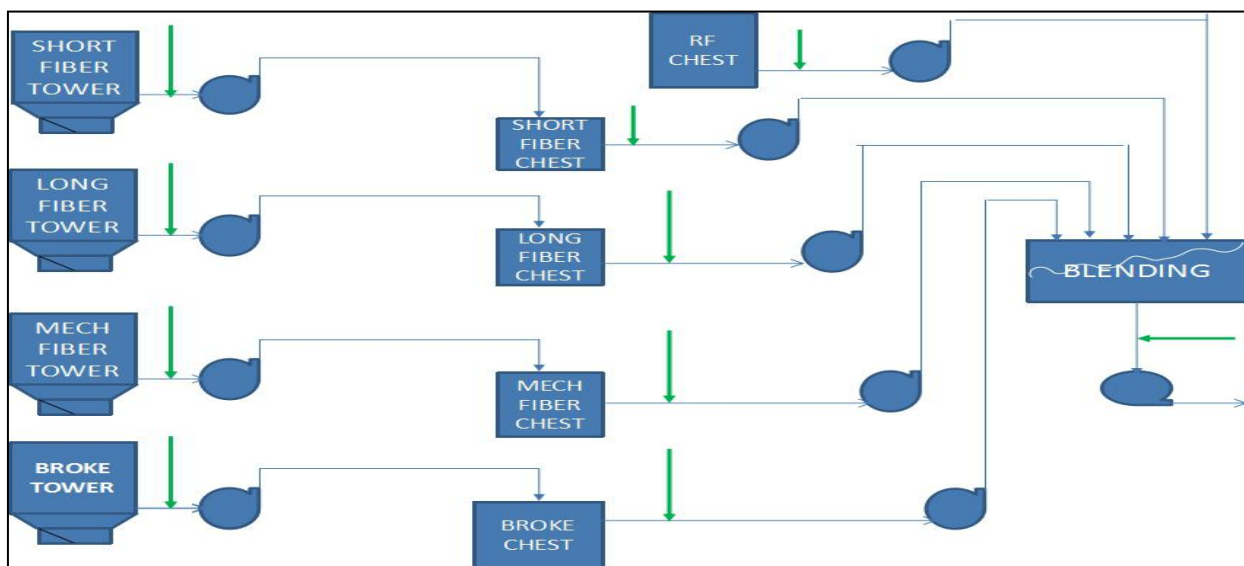 SHORT
FIBER
TOWER
RF
CHEST
SHORT
FIBER
CHEST
LONG
FIBER
TOWER
LONG
FIBER
CHEST
BLENDING
MECH
FIBER
TOWER
MECH
FIBER
CHEST
BROKE
TOWER
BROKE
CHEST